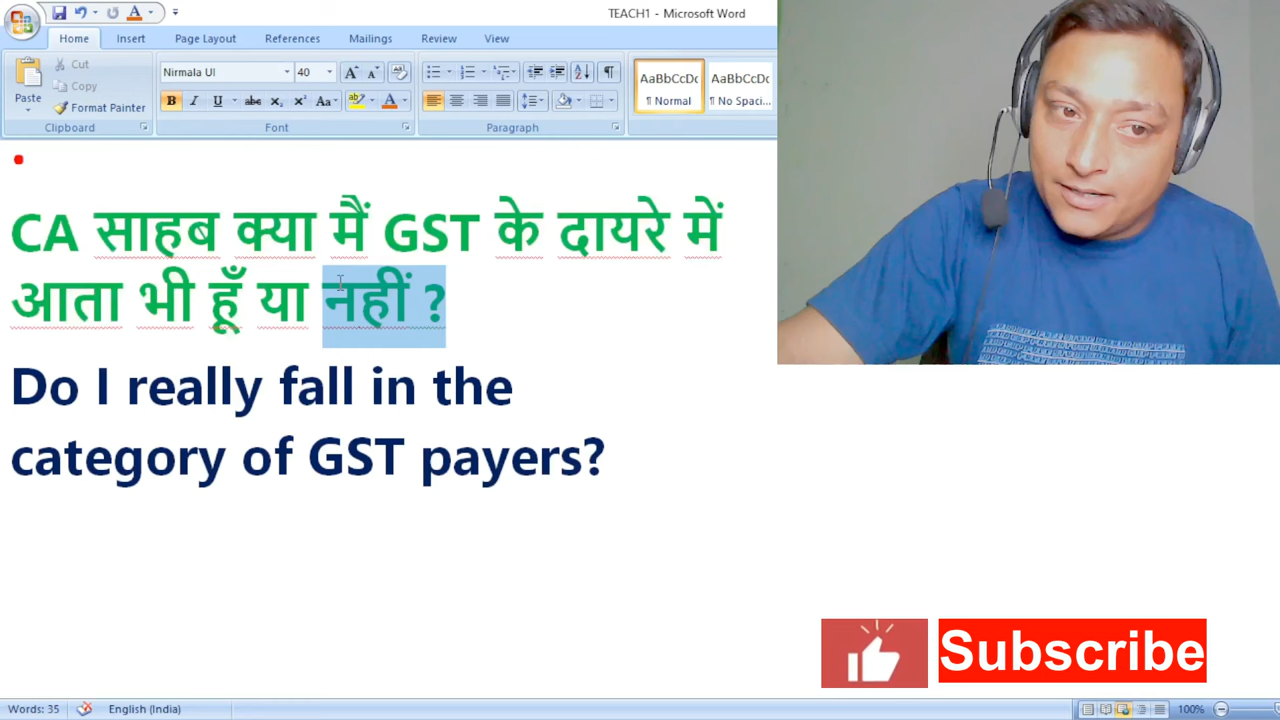 TEACH1 - Microsoft Word
Home Insert Page Layout References Mailings Review View
Paste
Cut
Copy
Format Painter
Clipboard
Nirmala UI 40
Font
Paragraph
AaBbCcDc AaBbCcDc
¶ Normal ¶ No Spaci...
CA साहब क्या मैं GST के दायरे में
आता भी हूँ या नहीं ?
Do I really fall in the
category of GST payers?
Subscribe
Words: 35 English (India) 100%